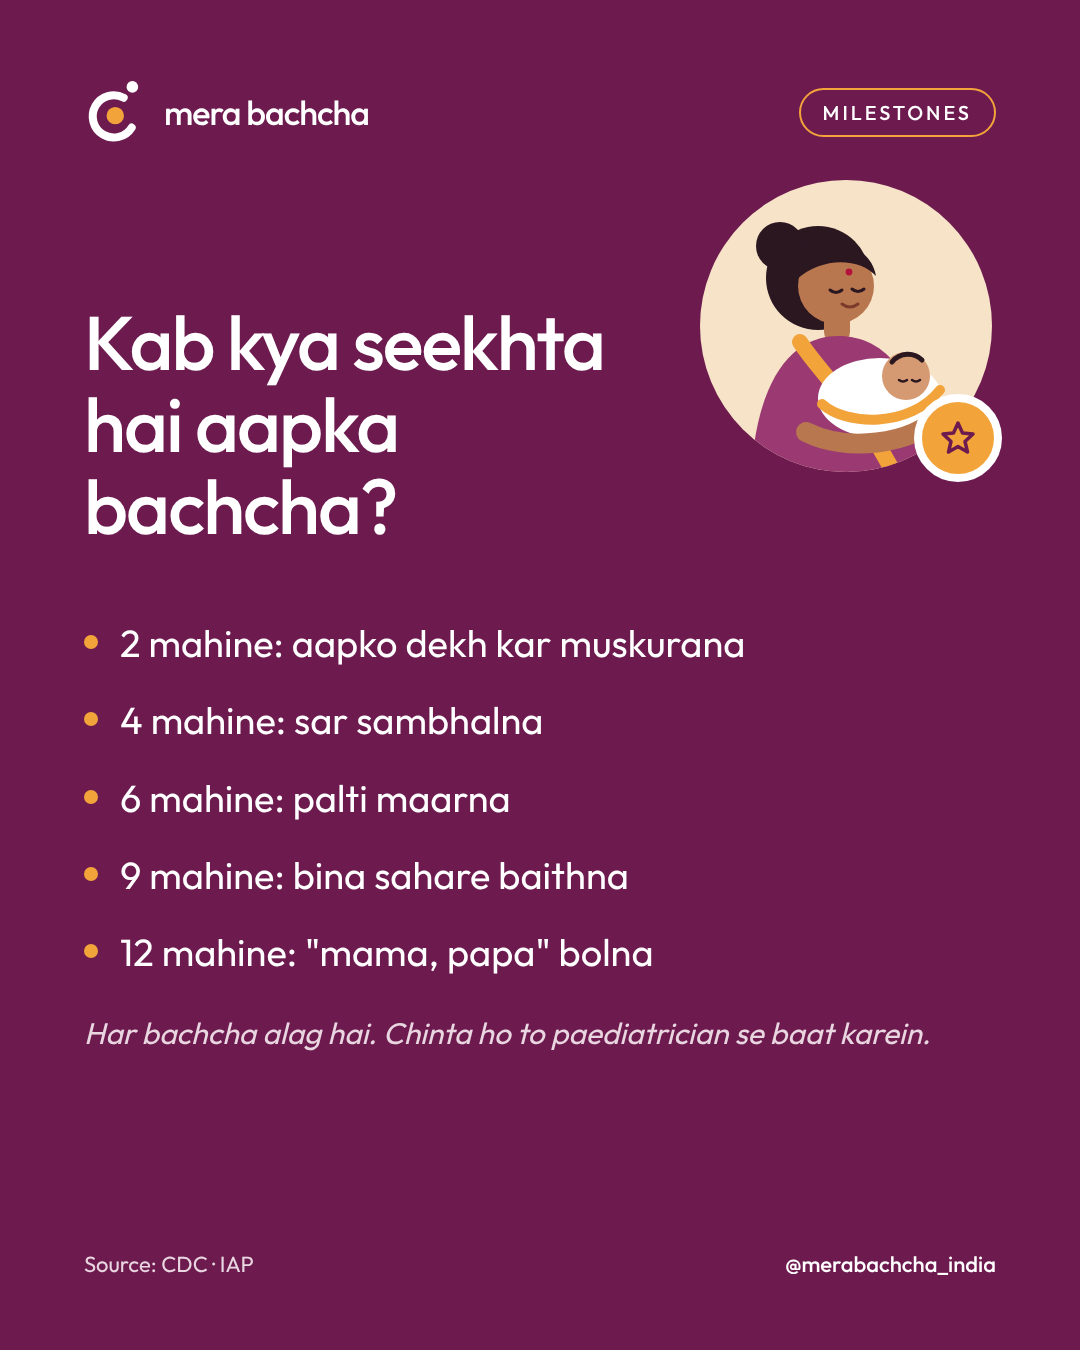 mera bachcha
MILESTONES
Kab kya seekhta
hai aapka
bachcha?
2 mahine: aapko dekh kar muskurana
4 mahine: sar sambhalna
6 mahine: palti maarna
9 mahine: bina sahare baithna
12 mahine: "mama, papa" bolna
Har bachcha alag hai. Chinta ho to paediatrician se baat karein.
Source: CDC · IAP
@merabachcha_india